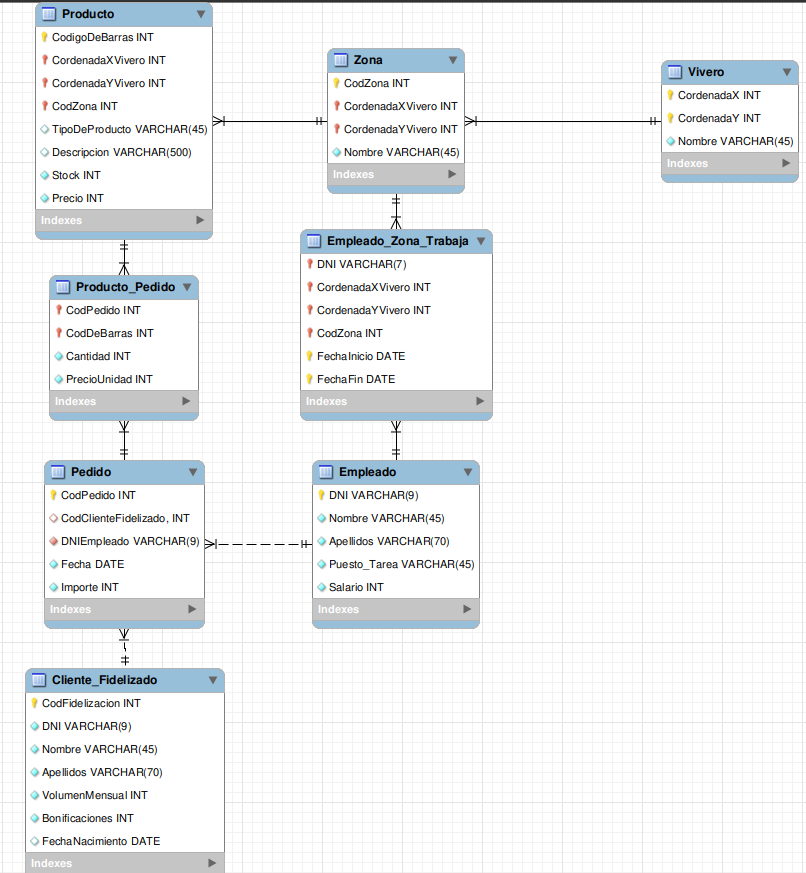 Producto
CodigoDeBarras INT
CordenadaXVivero INT
CordenadaYVivero INT
CodZona INT
TipoDeProducto VARCHAR(45)
Descripcion VARCHAR(500)
Stock INT
Precio INT
Indexes
Zona
CodZona INT
CordenadaXVivero INT
CordenadaYVivero INT
Nombre VARCHAR(45)
Indexes
Vivero
CordenadaX INT
CordenadaY INT
Nombre VARCHAR(45)
Indexes
Producto_Pedido
CodPedido INT
CodDeBarras INT
Cantidad INT
PrecioUnidad INT
Indexes
Empleado_Zona_Trabaja
DNI VARCHAR(7)
CordenadaXVivero INT
CordenadaYVivero INT
CodZona INT
FechaInicio DATE
FechaFin DATE
Indexes
Pedido
CodPedido INT
CodClienteFidelizado, INT
DNIEmpleado VARCHAR(9)
Fecha DATE
Importe INT
Indexes
Empleado
DNI VARCHAR(9)
Nombre VARCHAR(45)
Apellidos VARCHAR(70)
Puesto_Tarea VARCHAR(45)
Salario INT
Indexes
Cliente_Fidelizado
CodFidelizacion INT
DNI VARCHAR(9)
Nombre VARCHAR(45)
Apellidos VARCHAR(70)
VolumenMensual INT
Bonificaciones INT
FechaNacimiento DATE
Indexes